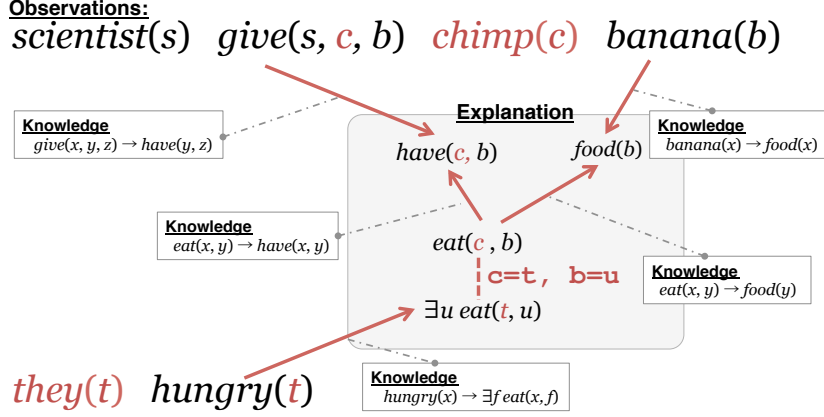 Observations:
scientist(s) give(s, c, b) chimp(c) banana(b)
Explanation
Knowledge
give(x, y, z) → have(y, z)
have(c, b)
food(b)
Knowledge
banana(x) → food(x)
Knowledge
eat(x, y) → have(x, y)
eat(c , b)
c=t, b=u
Knowledge
eat(x, y) → food(y)
∃u eat(t, u)
they(t) hungry(t)
Knowledge
hungry(x) → ∃f eat(x, f)